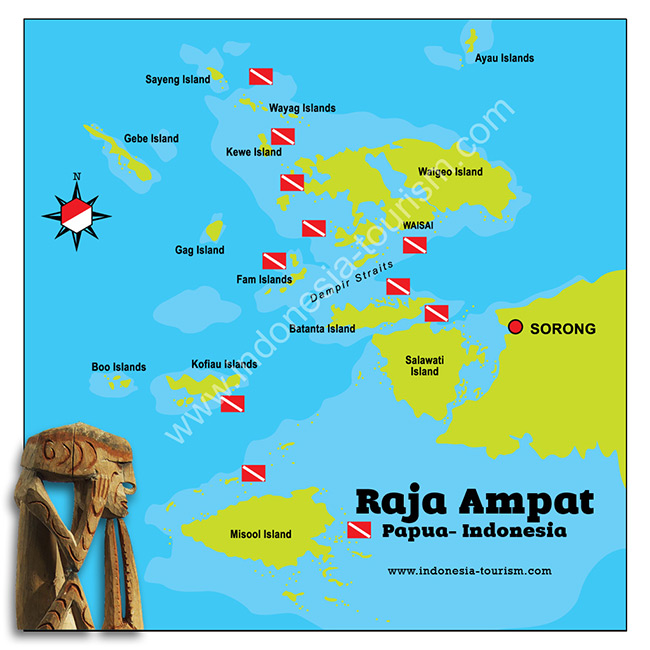 Ayau Islands
Sayeng Island
Wayag Islands
Gebe Island
Kewe Island
Waigeo Island
N
WAISAI
Gag Island
Fam Islands
Dampir Straits
Batanta Island
SORONG
Salawati
Island
Boo Islands
Kofiau Islands
Misool Island
Raja Ampat
Papua- Indonesia
www.indonesia-tourism.com
www.indonesia-tourism.com